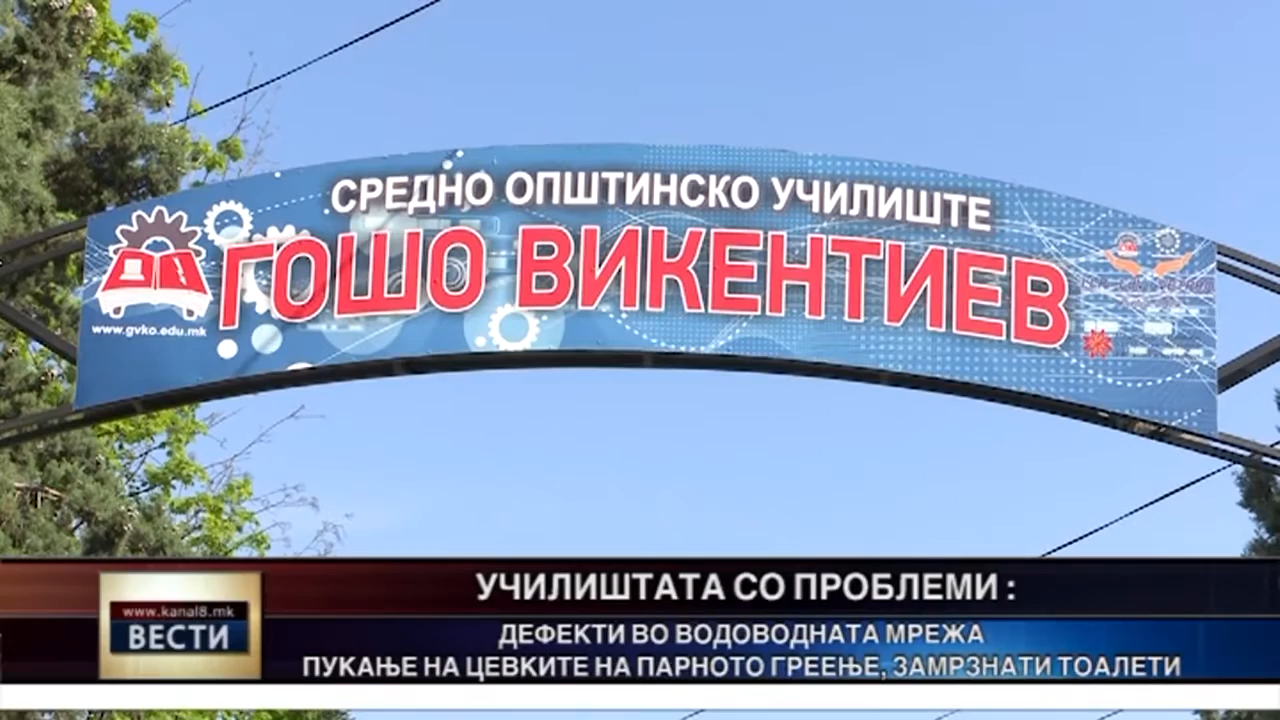 СРЕДНО ОПШТИНСКО УЧИЛИШТЕ
ГОШО ВИКЕНТИЕВ
www.gvko.edu.mk
УЧИЛИШТАТА СО ПРОБЛЕМИ :
www.kanal8.mk
ВЕСТИ
ДЕФЕКТИ ВО ВОДОВОДНАТА МРЕЖА
ПУКАЊЕ НА ЦЕВКИТЕ НА ПАРНОТО ГРЕЕЊЕ, ЗАМРЗНАТИ ТОАЛЕТИ